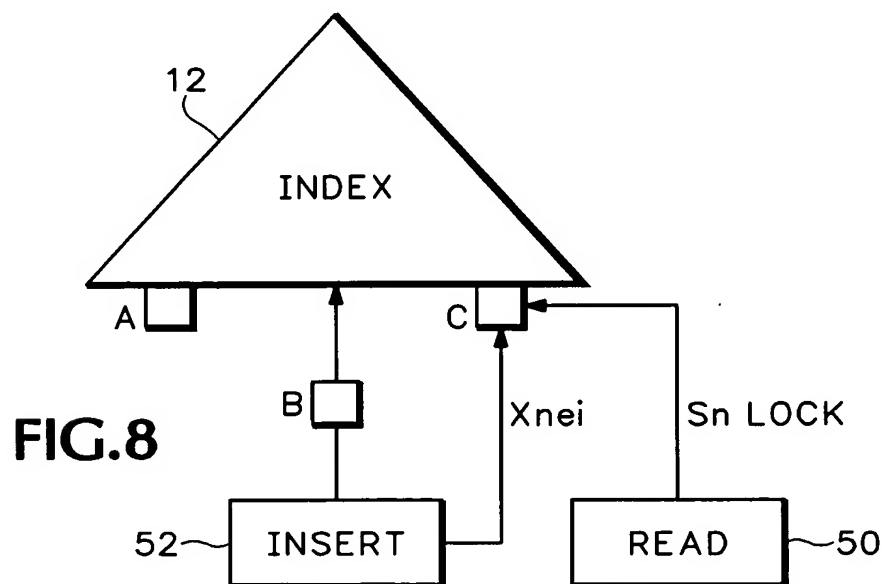 12
INDEX
A
C
B
Xnei
Sn LOCK
FIG.8
52
INSERT
READ
50